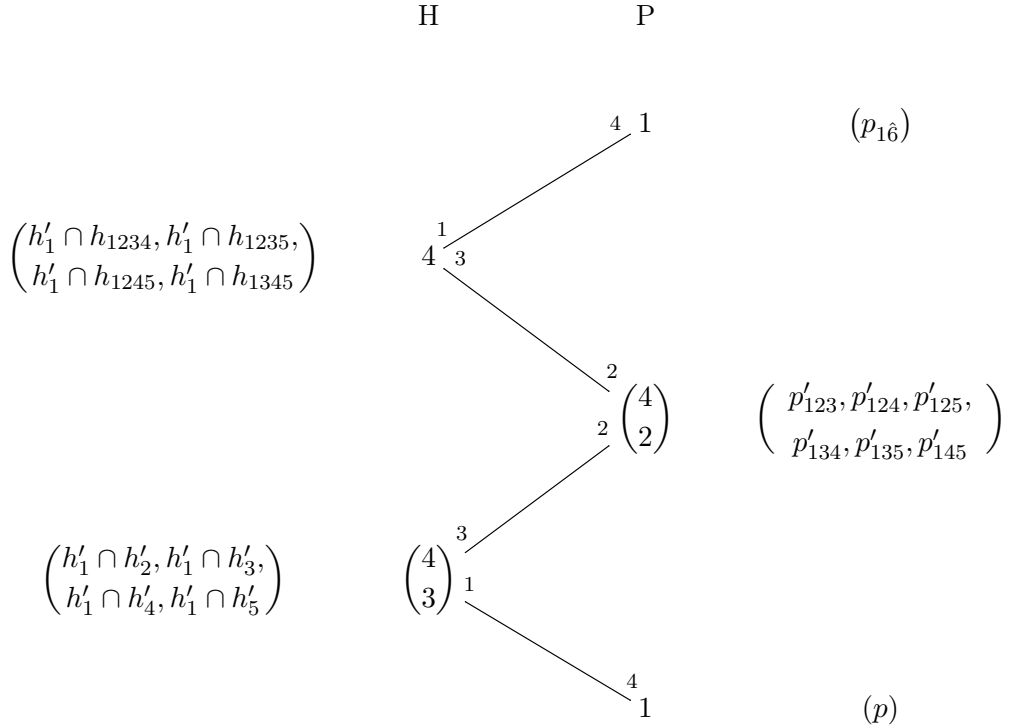 H P
4 1 (p_{1\hat{6}})
1
(h'_1 ∩ h_{1234}, h'_1 ∩ h_{1235},
h'_1 ∩ h_{1245}, h'_1 ∩ h_{1345}) 4 3
2
2 (4
2) (p'_{123}, p'_{124}, p'_{125},
p'_{134}, p'_{135}, p'_{145})
3
(h'_1 ∩ h'_2, h'_1 ∩ h'_3,
h'_1 ∩ h'_4, h'_1 ∩ h'_5) (4
3) 1
4
1 (p)